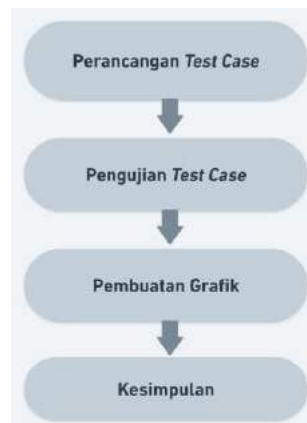 Perancangan Test Case
Pengujian Test Case
Pembuatan Grafik
Kesimpulan